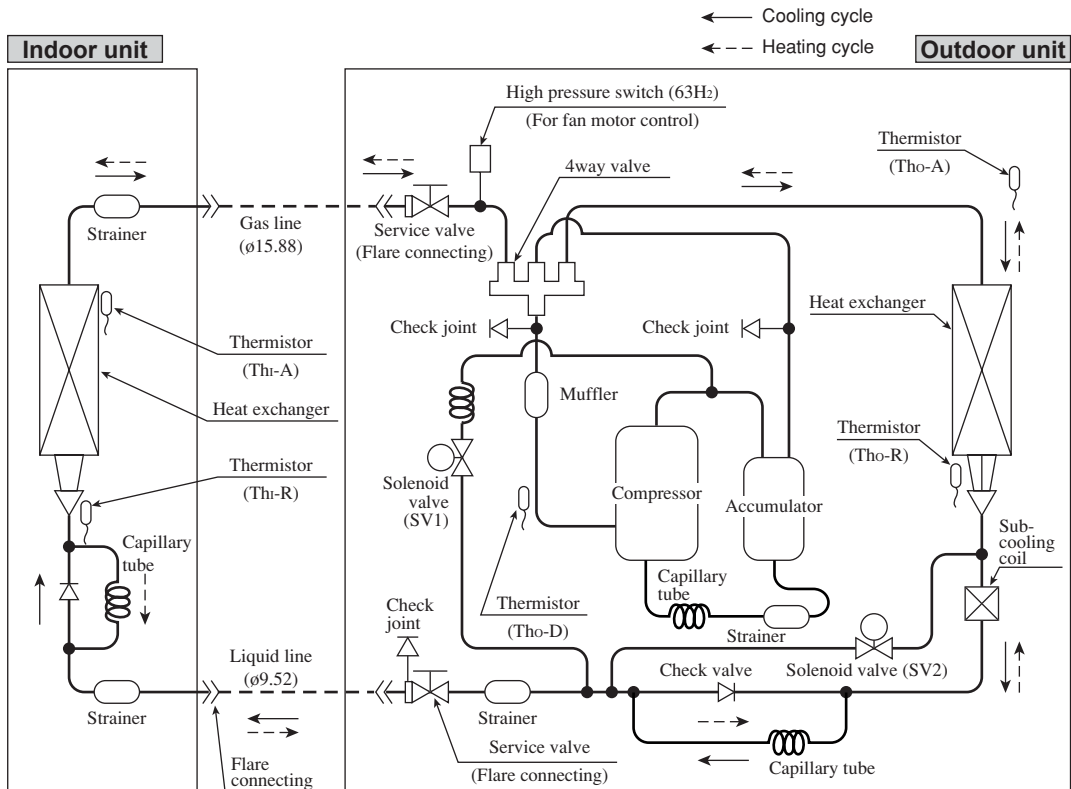 Cooling cycle
Heating cycle
Indoor unit
Outdoor unit
High pressure switch (63H₂)
(For fan motor control)
4way valve
Thermistor
(Tho-A)
Strainer
Gas line
(ø15.88)
Service valve
(Flare connecting)
Heat exchanger
Check joint
Check joint
Thermistor
(Thı-A)
Muffler
Heat exchanger
Thermistor
(Tho-R)
Thermistor
(Thı-R)
Solenoid
valve
(SV1)
Compressor
Accumulator
Sub-
cooling
coil
Capillary
tube
Capillary
tube
Thermistor
(Tho-D)
Strainer
Check
joint
Liquid line
(ø9.52)
Check valve
Solenoid valve (SV2)
Strainer
Strainer
Service valve
(Flare connecting)
Capillary tube
Flare
connecting